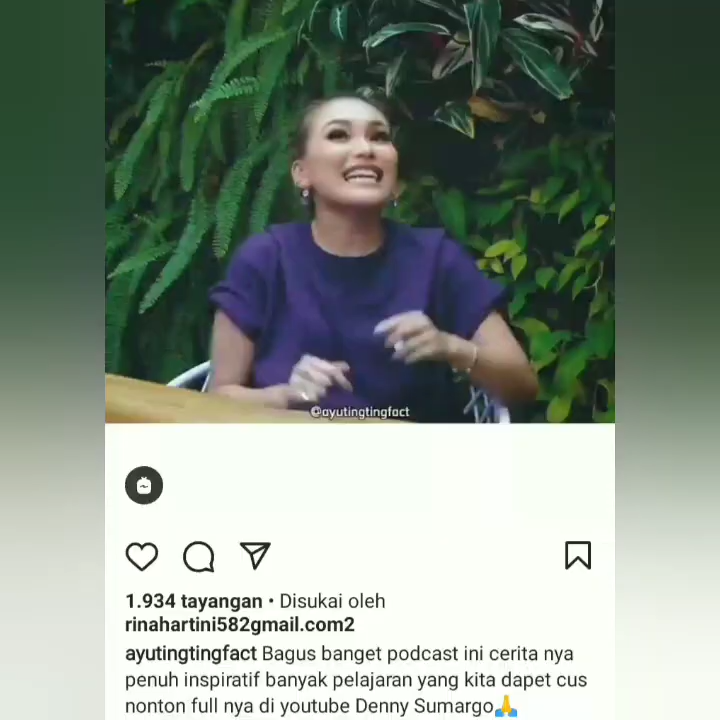 @ayutingtingfact
1.934 tayangan • Disukai oleh
rinahartini582gmail.com2
ayutingtingfact Bagus banget podcast ini cerita nya
penuh inspiratif banyak pelajaran yang kita dapet cus
nonton full nya di youtube Denny Sumargo🙏